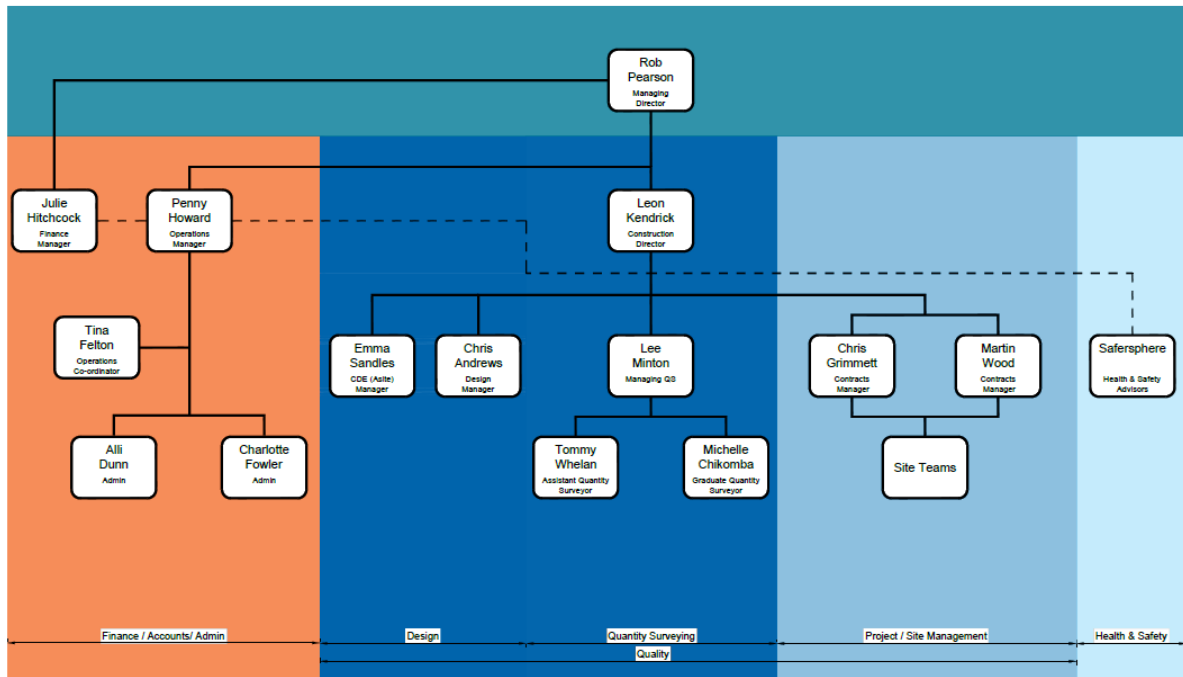 Rob
Pearson
Managing
Director
Julie
Hitchcock
Finance
Manager
Penny
Howard
Operations
Manager
Leon
Kendrick
Construction
Director
Tina
Felton
Operations
Co-ordinator
Emma
Sandles
CDE (Asite)
Manager
Chris
Andrews
Design
Manager
Lee
Minton
Managing QS
Chris
Grimmett
Contracts
Manager
Martin
Wood
Contracts
Manager
Safersphere
Health & Safety
Advisors
Alli
Dunn
Admin
Charlotte
Fowler
Admin
Tommy
Whelan
Assistant Quantity
Surveyor
Michelle
Chikomba
Graduate Quantity
Surveyor
Site Teams
Finance / Accounts/ Admin
Design
Quantity Surveying
Project / Site Management
Health & Safety
Quality